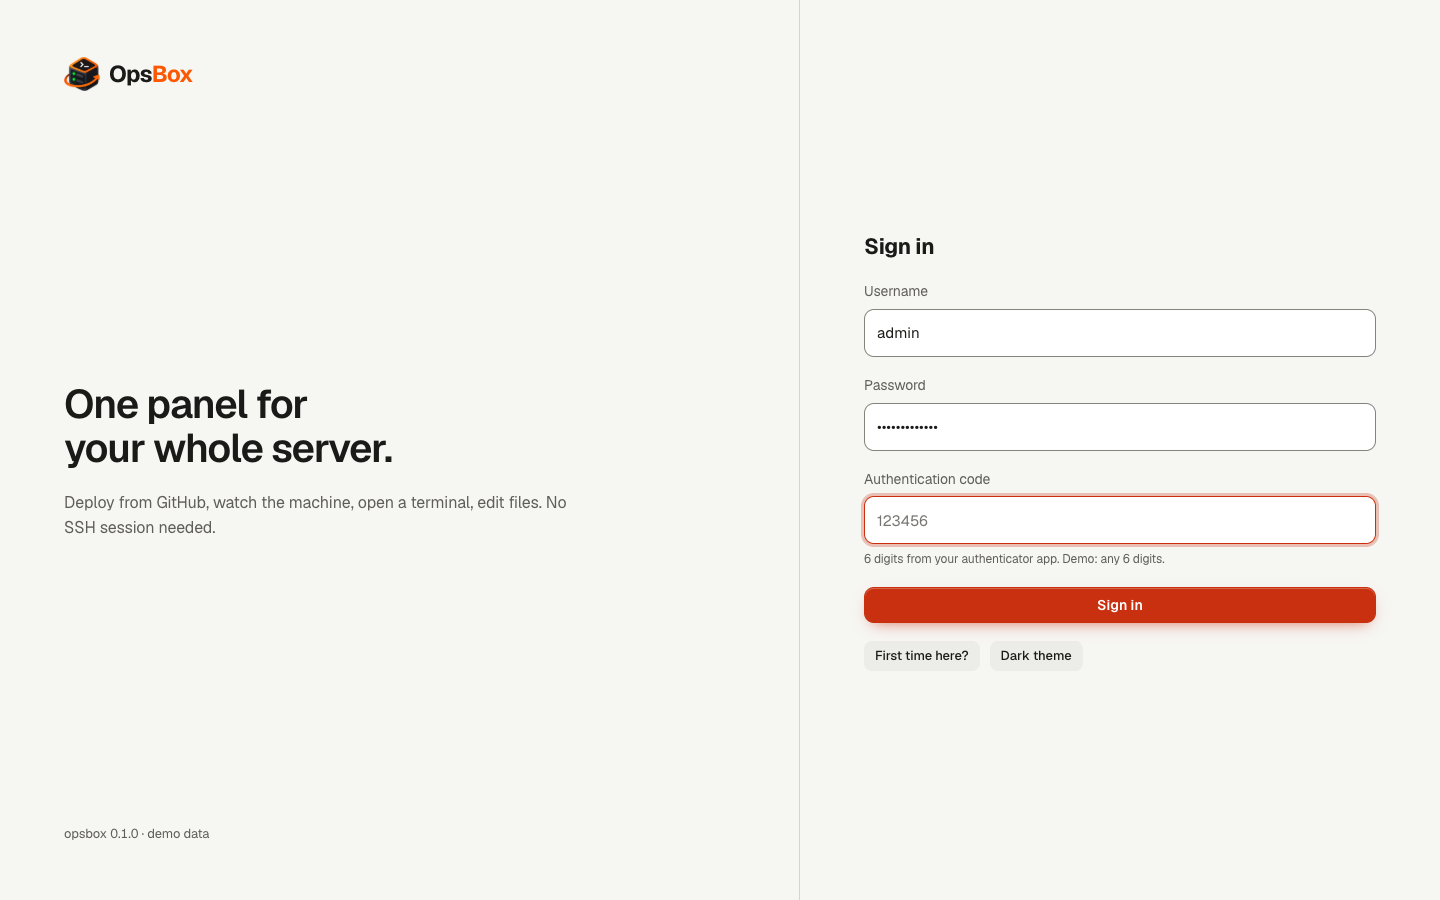 OpsBox
One panel for
your whole server.
Deploy from GitHub, watch the machine, open a terminal, edit files. No
SSH session needed.
opsbox 0.1.0 · demo data
Sign in
Username
admin
Password
•••••••••••••
Authentication code
123456
6 digits from your authenticator app. Demo: any 6 digits.
Sign in
First time here?
Dark theme